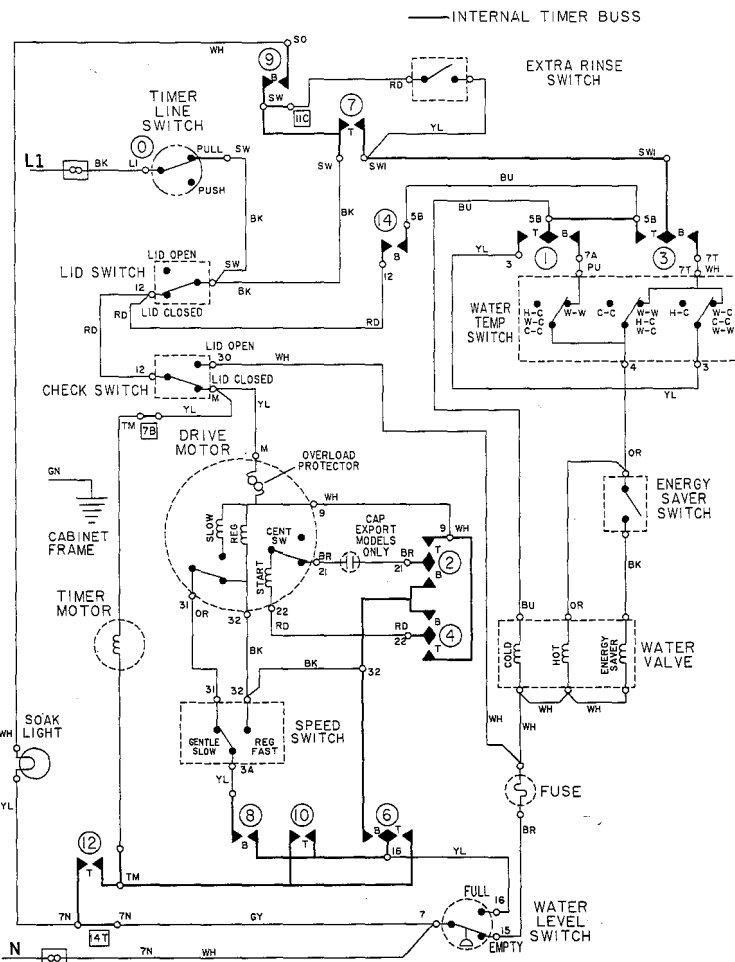 INTERNAL TIMER BUSS
SO
WH
9
B
SW
11C
RD
EXTRA RINSE
SWITCH
7
T
YL
SW
SW1
SW1
TIMER
LINE
SWITCH
0
PULL
SW
L1
BK
L1
PUSH
BK
BK
BU
BU
14
5B
B
12
5B
5B
T
B
T
B
YL
3
1
7A
PU
3
7T
7T
WH
LID OPEN
LID SWITCH
SW
12
BK
LID CLOSED
RD
RD
RD
WATER
TEMP
SWITCH
H-C
C-C
W-W
C-C
W-W
H-C
W-C
H-C
W-C
C-C
W-W
4
3
YL
LID OPEN
30
WH
12
CHECK SWITCH
LID CLOSED
M
YL
YL
TM
7B
DRIVE
MOTOR
M
OVERLOAD
PROTECTOR
GN
CABINET
FRAME
WH
9
SLOW
REG
CENT
SW
START
CAP
EXPORT
MODELS
ONLY
BR
21
BR
21
9
WH
T
2
B
B
4
T
RD
RD
22
22
31
OR
32
BK
BK
32
OR
ENERGY
SAVER
SWITCH
BK
TIMER
MOTOR
BU
OR
COLD
HOT
ENERGY
SAVER
WATER
VALVE
WH
WH
WH
WH
31
32
SPEED
SWITCH
GENTLE
SLOW
REG
FAST
3A
YL
SOAK
LIGHT
WH
YL
FUSE
BR
12
T
8
B
10
T
6
B
T
16
YL
TM
FULL
16
WATER
LEVEL
SWITCH
15
EMPTY
7N
7N
14T
GY
7
N
7N
WH